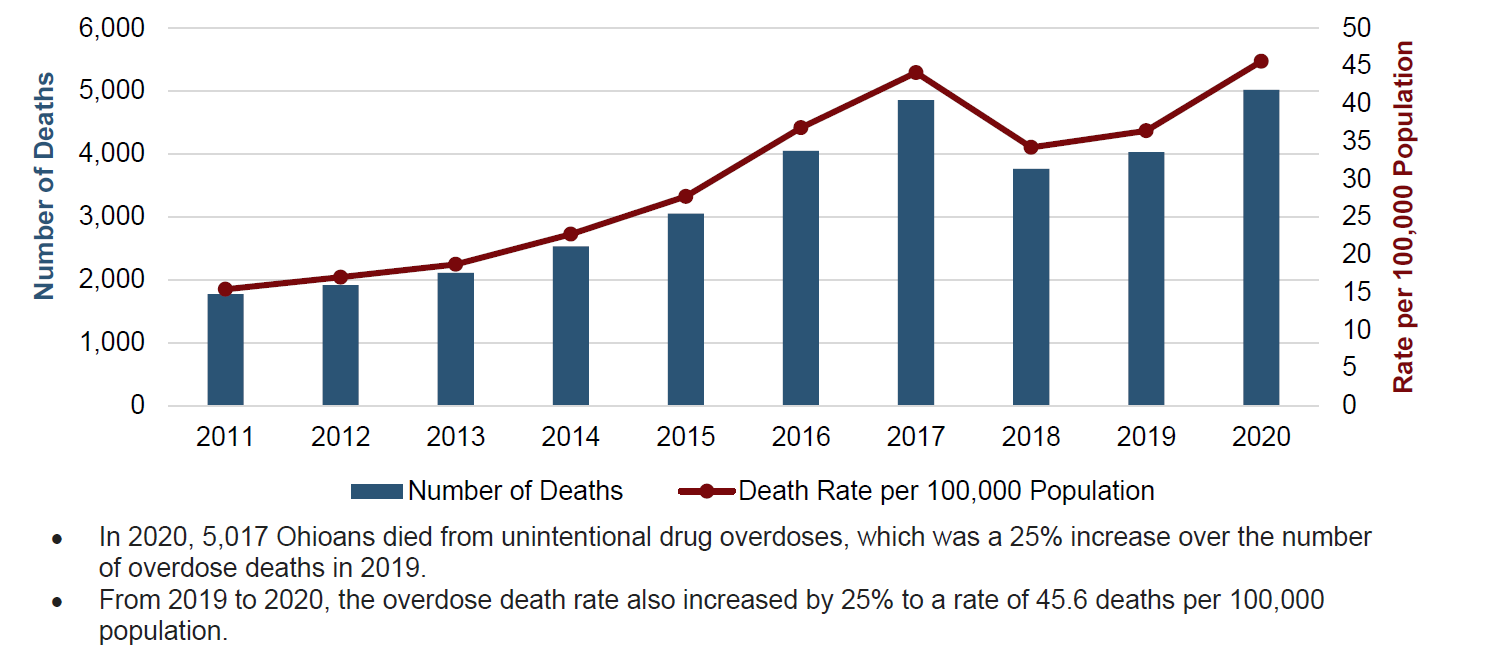 6,000
5,000
4,000
3,000
2,000
1,000
0
Number of Deaths
50
45
40
35
30
25
20
15
10
5
0
Rate per 100,000 Population
2011 2012 2013 2014 2015 2016 2017 2018 2019 2020
Number of Deaths Death Rate per 100,000 Population
• In 2020, 5,017 Ohioans died from unintentional drug overdoses, which was a 25% increase over the number
of overdose deaths in 2019.
• From 2019 to 2020, the overdose death rate also increased by 25% to a rate of 45.6 deaths per 100,000
population.